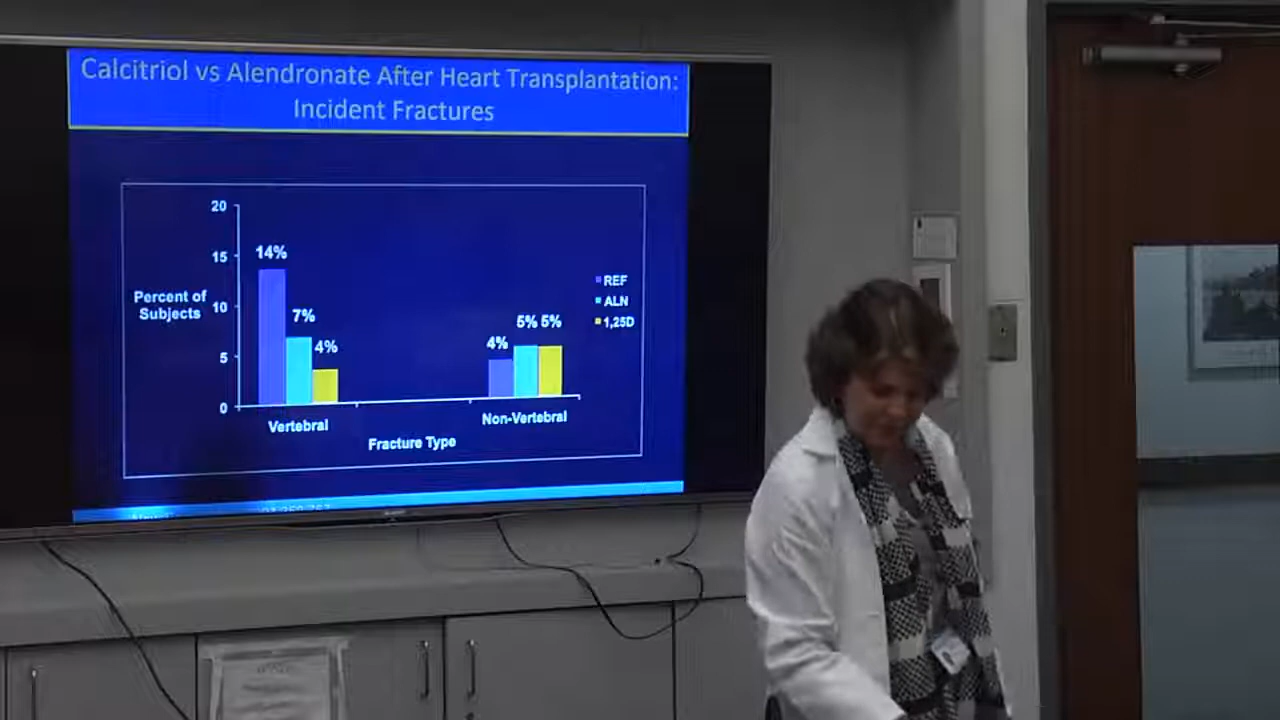 Calcitriol vs Alendronate After Heart Transplantation:
Incident Fractures
20
15
10
5
0
Percent of
Subjects
14%
7%
4%
4%
5% 5%
REF
ALN
1,25D
Vertebral
Non-Vertebral
Fracture Type